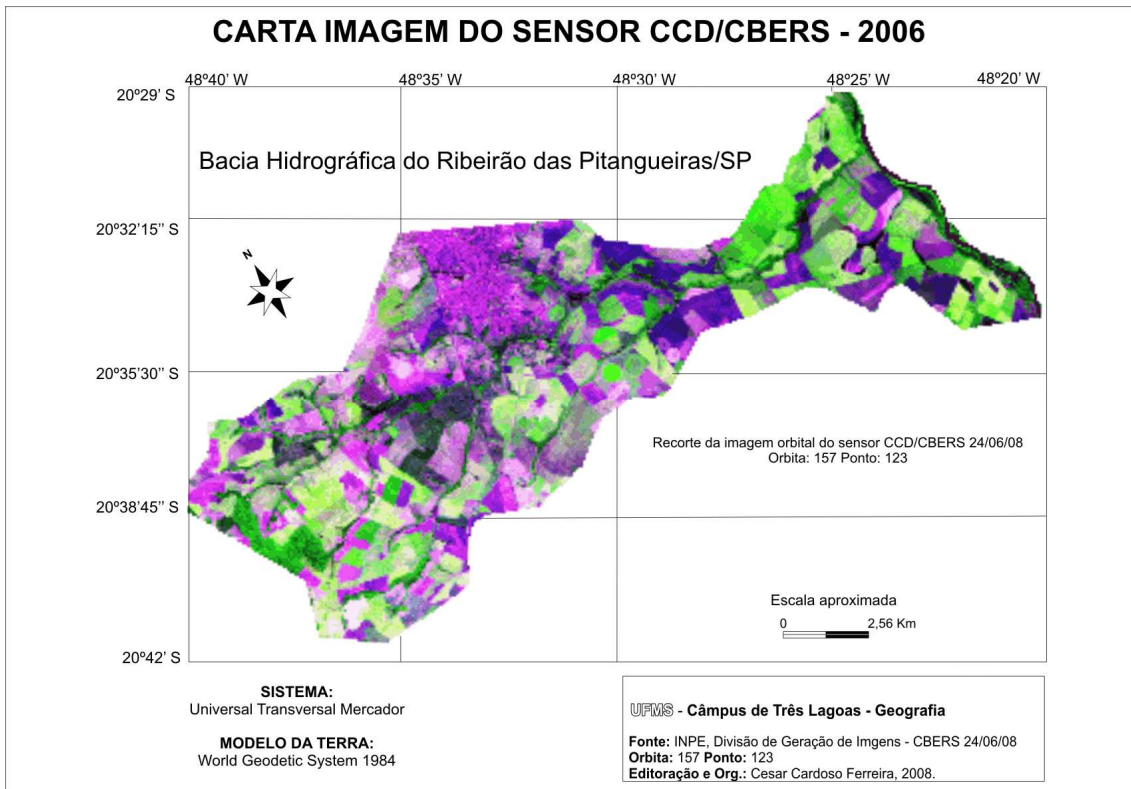 CARTA IMAGEM DO SENSOR CCD/CBERS - 2006
48º40' W
48º35' W
48º30' W
48º25' W
48º20' W
20º29' S
Bacia Hidrográfica do Ribeirão das Pitangueiras/SP
20º32'15'' S
N
20º35'30'' S
Recorte da imagem orbital do sensor CCD/CBERS 24/06/08
Orbita: 157 Ponto: 123
20º38'45'' S
Escala aproximada
0 2,56 Km
20º42' S
SISTEMA:
Universal Transversal Mercador
MODELO DA TERRA:
World Geodetic System 1984
UFMS - Câmpus de Três Lagoas - Geografia
Fonte: INPE, Divisão de Geração de Imgens - CBERS 24/06/08
Orbita: 157 Ponto: 123
Editoração e Org.: Cesar Cardoso Ferreira, 2008.